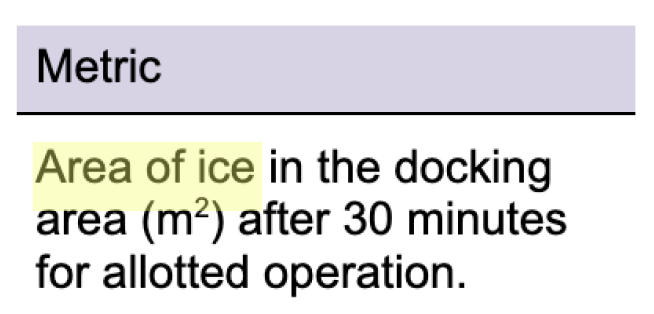 Metric
Area of ice in the docking
area (m²) after 30 minutes
for allotted operation.